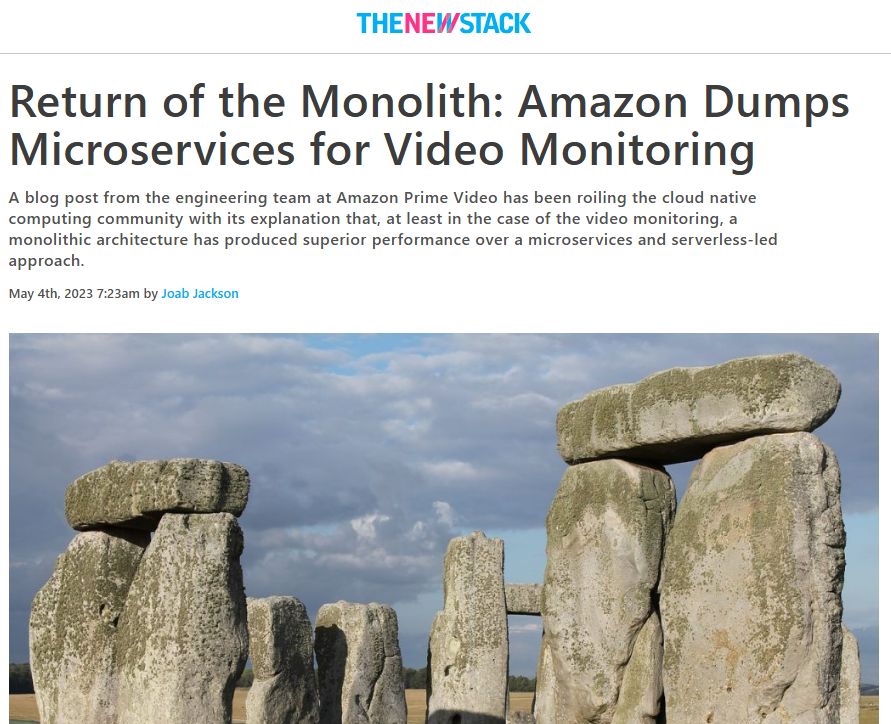 THENEWSTACK
Return of the Monolith: Amazon Dumps
Microservices for Video Monitoring
A blog post from the engineering team at Amazon Prime Video has been roiling the cloud native
computing community with its explanation that, at least in the case of the video monitoring, a
monolithic architecture has produced superior performance over a microservices and serverless-led
approach.
May 4th, 2023 7:23am by Joab Jackson